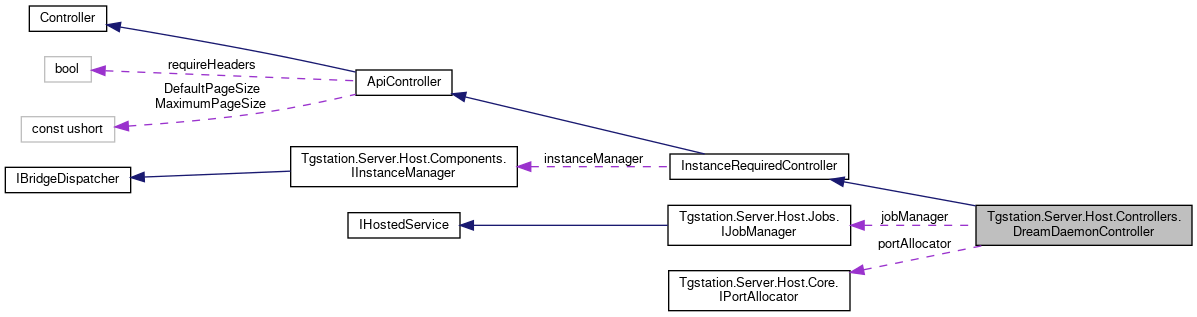 Controller
bool
requireHeaders
ApiController
DefaultPageSize
MaximumPageSize
const ushort
IBridgeDispatcher
Tgstation.Server.Host.Components.
IInstanceManager
instanceManager
InstanceRequiredController
IHostedService
Tgstation.Server.Host.Jobs.
IJobManager
jobManager
Tgstation.Server.Host.Controllers.
DreamDaemonController
portAllocator
Tgstation.Server.Host.Core.
IPortAllocator